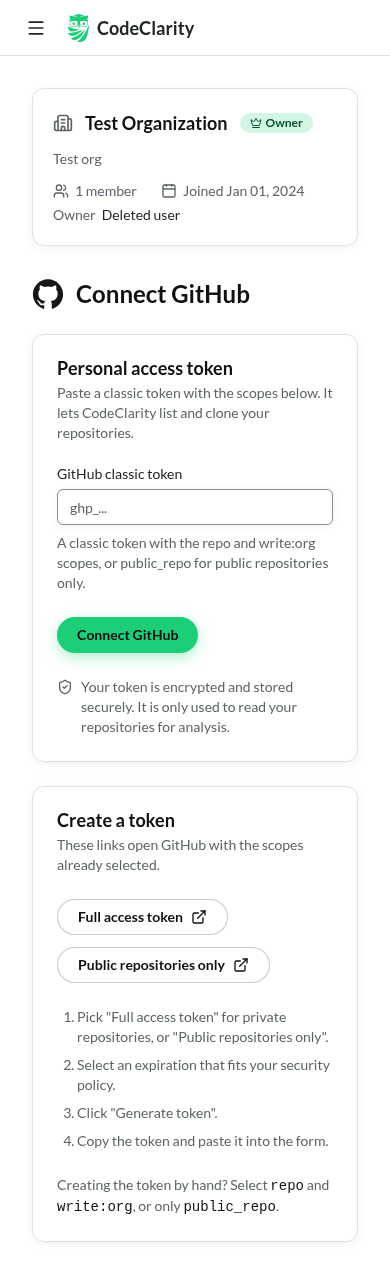 CodeClarity
Test Organization
Owner
Test org
1 member
Joined Jan 01, 2024
Owner Deleted user
Connect GitHub
Personal access token
Paste a classic token with the scopes below. It
lets CodeClarity list and clone your
repositories.
GitHub classic token
ghp_...
A classic token with the repo and write:org
scopes, or public_repo for public repositories
only.
Connect GitHub
Your token is encrypted and stored
securely. It is only used to read your
repositories for analysis.
Create a token
These links open GitHub with the scopes
already selected.
Full access token
Public repositories only
1. Pick "Full access token" for private
repositories, or "Public repositories only".
2. Select an expiration that fits your security
policy.
3. Click "Generate token".
4. Copy the token and paste it into the form.
Creating the token by hand? Select repo and
write:org, or only public_repo.